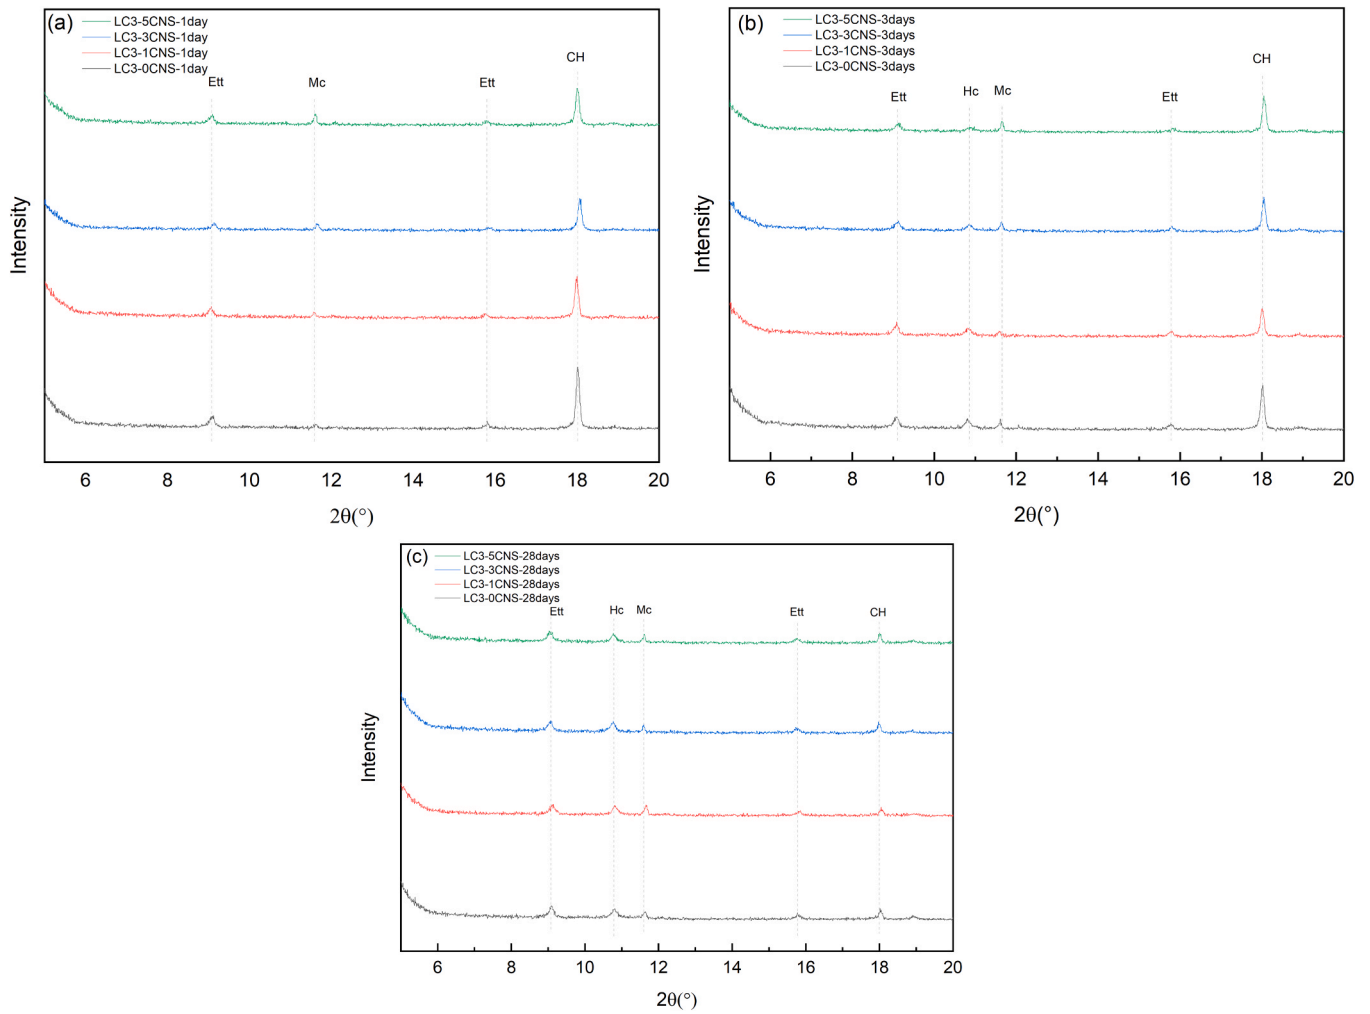 (a)
LC3-5CNS-1day
LC3-3CNS-1day
LC3-1CNS-1day
LC3-0CNS-1day
Ett
Mc
Ett
CH
Intensity
6 8 10 12 14 16 18 20
2θ(°)
(b)
LC3-5CNS-3days
LC3-3CNS-3days
LC3-1CNS-3days
LC3-0CNS-3days
Ett
Hc
Mc
Ett
CH
Intensity
6 8 10 12 14 16 18 20
2θ(°)
(c)
LC3-5CNS-28days
LC3-3CNS-28days
LC3-1CNS-28days
LC3-0CNS-28days
Ett
Hc
Mc
Ett
CH
Intensity
6 8 10 12 14 16 18 20
2θ(°)